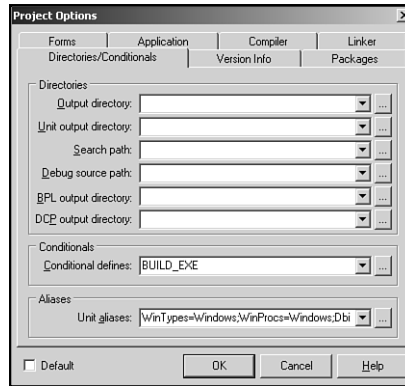 Project Options
Forms Application Compiler Linker
Directories/Conditionals Version Info Packages
Directories
Output directory:
Unit output directory:
Search path:
Debug source path:
BPL output directory:
DCP output directory:
Conditionals
Conditional defines: BUILD_EXE
Aliases
Unit aliases: WinTypes=Windows;WinProcs=Windows;Dbi
Default OK Cancel Help